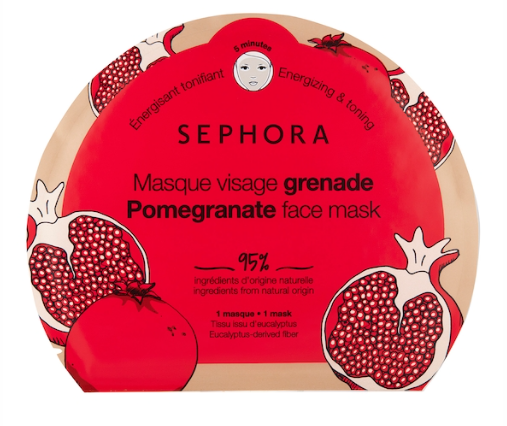 5 minutes
Énergisant tonifiant
Energizing & toning
SEPHORA
Masque visage grenade
Pomegranate face mask
95%
ingrédients d'origine naturelle
ingredients from natural origin
1 masque • 1 mask
Tissu issu d'eucalyptus
Eucalyptus-derived fiber